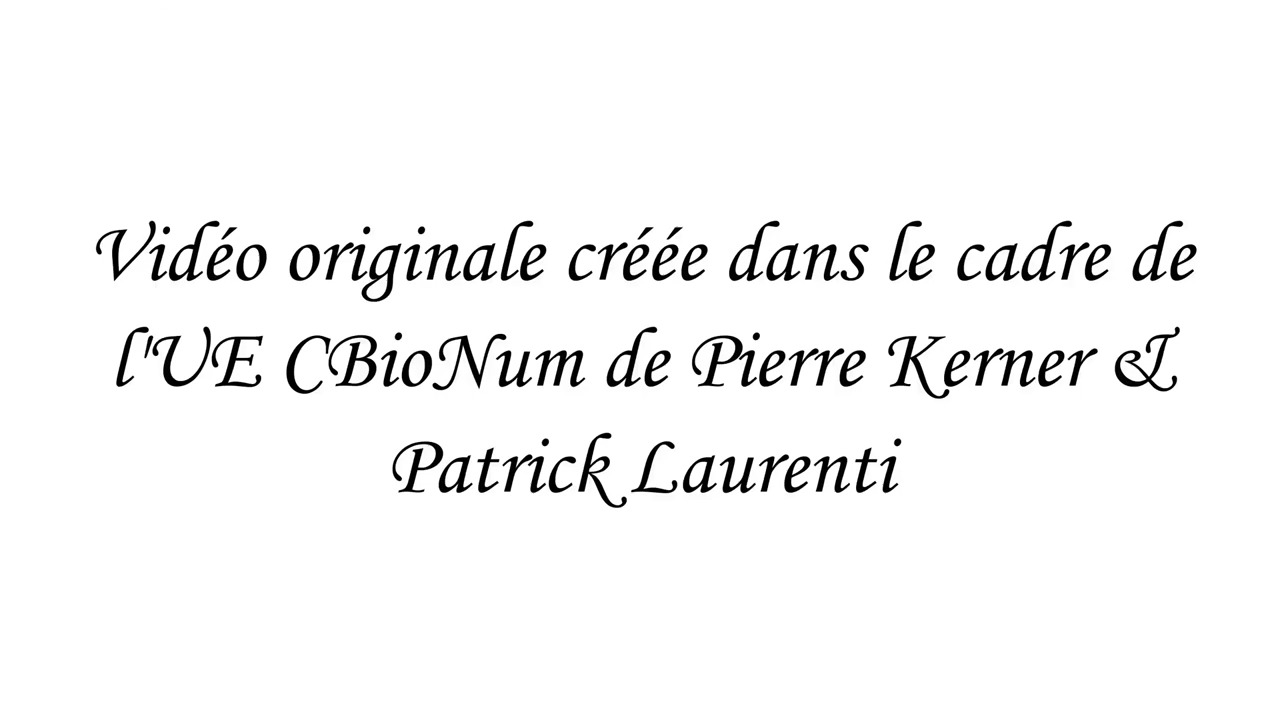 Vidéo originale créée dans le cadre de
l'UE CBioNum de Pierre Kerner &
Patrick Laurenti